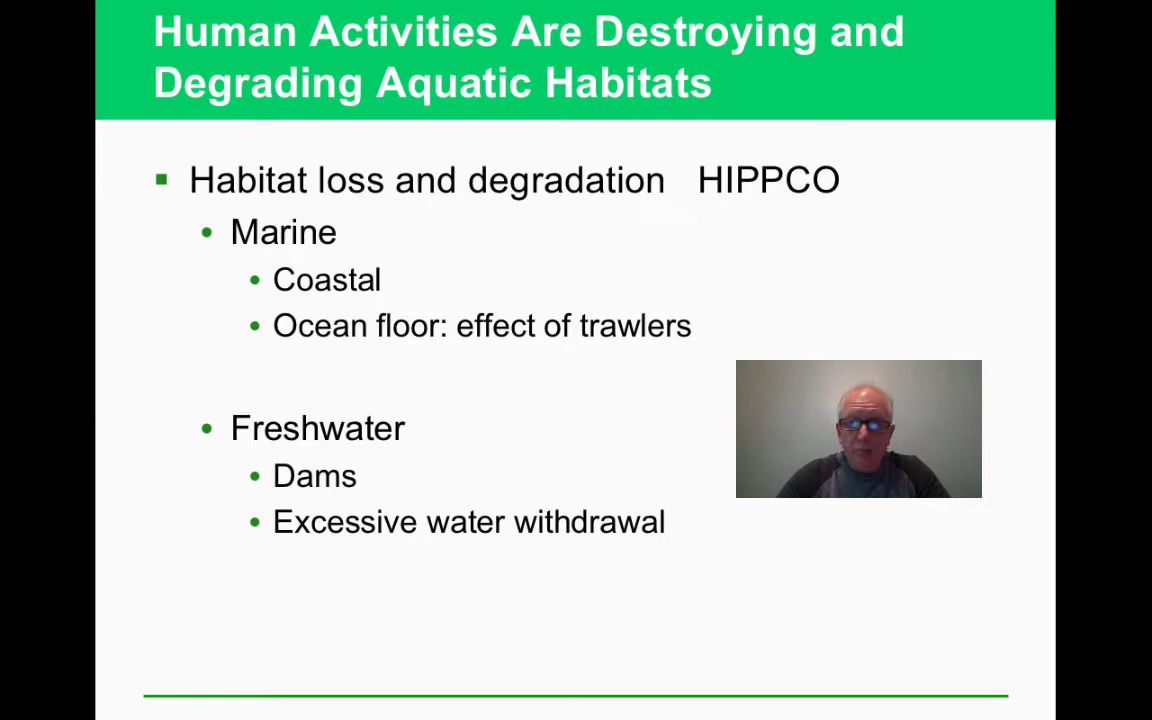 Human Activities Are Destroying and
Degrading Aquatic Habitats
Habitat loss and degradation HIPPCO
Marine
Coastal
Ocean floor: effect of trawlers
Freshwater
Dams
Excessive water withdrawal